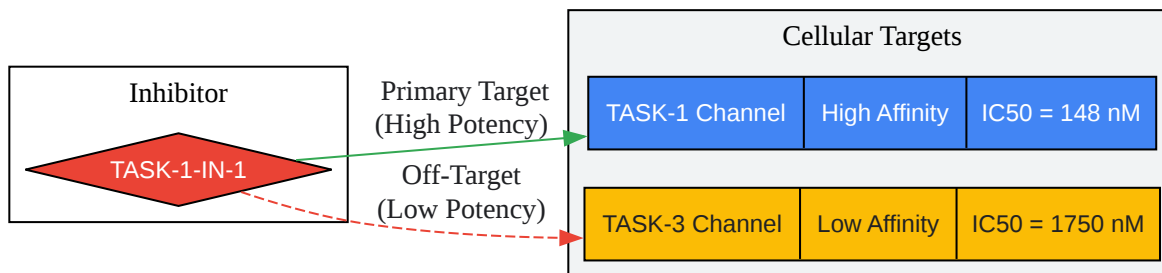 Cellular Targets
Inhibitor
TASK-1-IN-1
Primary Target
(High Potency)
Off-Target
(Low Potency)
TASK-1 Channel High Affinity IC50 = 148 nM
TASK-3 Channel Low Affinity IC50 = 1750 nM